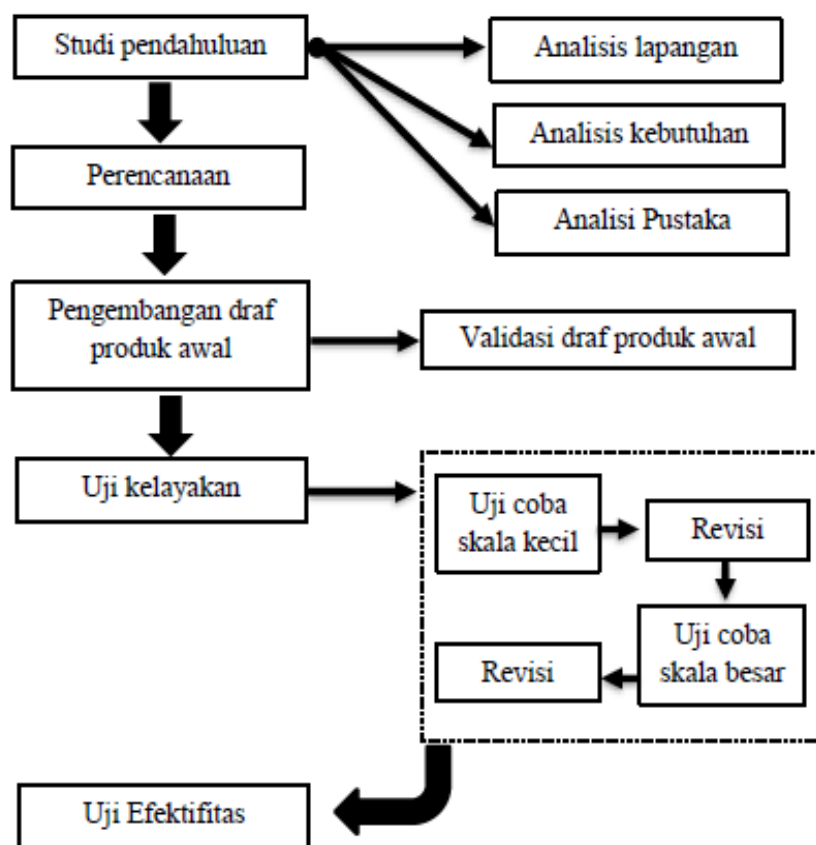 Studi pendahuluan
Analisis lapangan
Analisis kebutuhan
Perencanaan
Analisi Pustaka
Pengembangan draf
produk awal
Validasi draf produk awal
Uji kelayakan
Uji coba
skala kecil
Revisi
Uji coba
skala besar
Revisi
Uji Efektifitas